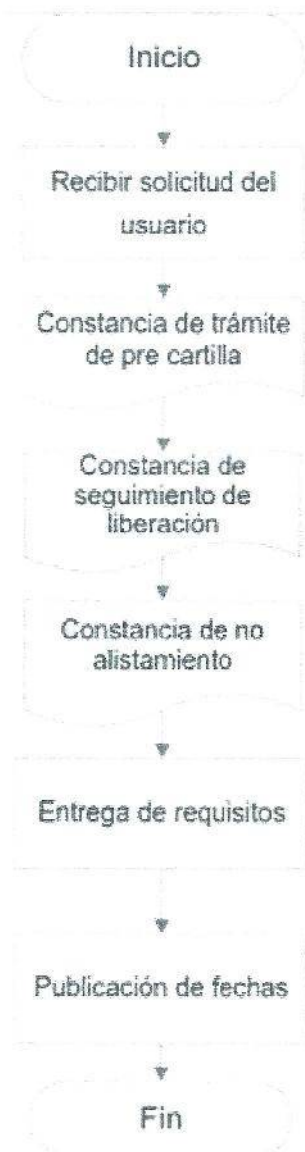 Inicio
Recibir solicitud del
usuario
Constancia de trámite
de pre cartilla
Constancia de
seguimiento de
liberación
Constancia de no
alistamiento
Entrega de requisitos
Publicación de fechas
Fin